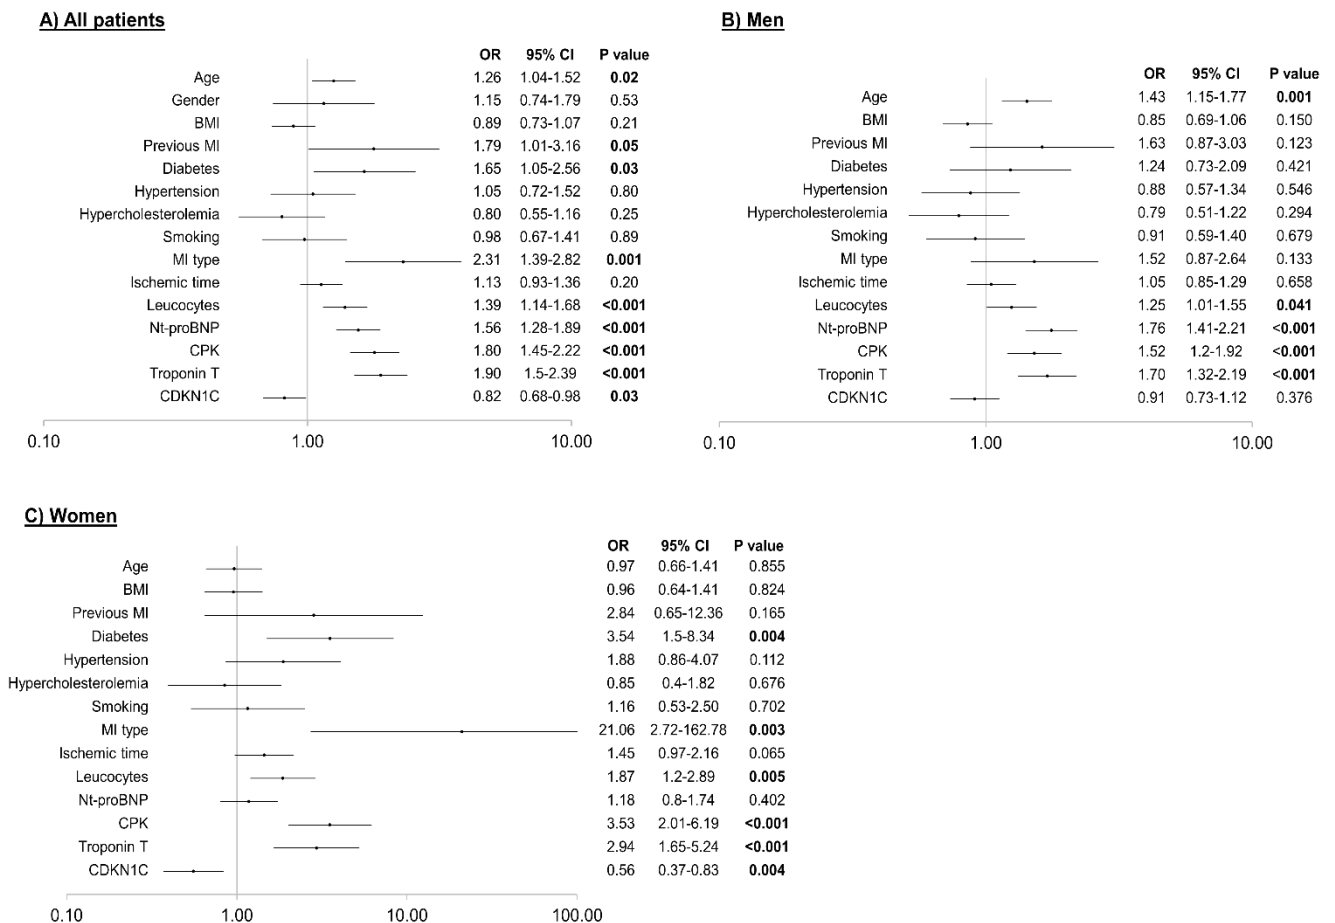 A) All patients
OR 95% CI P value
Age 1.26 1.04-1.52 0.02
Gender 1.15 0.74-1.79 0.53
BMI 0.89 0.73-1.07 0.21
Previous MI 1.79 1.01-3.16 0.05
Diabetes 1.65 1.05-2.56 0.03
Hypertension 1.05 0.72-1.52 0.80
Hypercholesterolemia 0.80 0.55-1.16 0.25
Smoking 0.98 0.67-1.41 0.89
MI type 2.31 1.39-2.82 0.001
Ischemic time 1.13 0.93-1.36 0.20
Leucocytes 1.39 1.14-1.68 <0.001
Nt-proBNP 1.56 1.28-1.89 <0.001
CPK 1.80 1.45-2.22 <0.001
Troponin T 1.90 1.5-2.39 <0.001
CDKN1C 0.82 0.68-0.98 0.03
0.10 1.00 10.00
B) Men
OR 95% CI P value
Age 1.43 1.15-1.77 0.001
BMI 0.85 0.69-1.06 0.150
Previous MI 1.63 0.87-3.03 0.123
Diabetes 1.24 0.73-2.09 0.421
Hypertension 0.88 0.57-1.34 0.546
Hypercholesterolemia 0.79 0.51-1.22 0.294
Smoking 0.91 0.59-1.40 0.679
MI type 1.52 0.87-2.64 0.133
Ischemic time 1.05 0.85-1.29 0.658
Leucocytes 1.25 1.01-1.55 0.041
Nt-proBNP 1.76 1.41-2.21 <0.001
CPK 1.52 1.2-1.92 <0.001
Troponin T 1.70 1.32-2.19 <0.001
CDKN1C 0.91 0.73-1.12 0.376
0.10 1.00 10.00
C) Women
OR 95% CI P value
Age 0.97 0.66-1.41 0.855
BMI 0.96 0.64-1.41 0.824
Previous MI 2.84 0.65-12.36 0.165
Diabetes 3.54 1.5-8.34 0.004
Hypertension 1.88 0.86-4.07 0.112
Hypercholesterolemia 0.85 0.4-1.82 0.676
Smoking 1.16 0.53-2.50 0.702
MI type 21.06 2.72-162.78 0.003
Ischemic time 1.45 0.97-2.16 0.065
Leucocytes 1.87 1.2-2.89 0.005
Nt-proBNP 1.18 0.8-1.74 0.402
CPK 3.53 2.01-6.19 <0.001
Troponin T 2.94 1.65-5.24 <0.001
CDKN1C 0.56 0.37-0.83 0.004
0.10 1.00 10.00 100.00